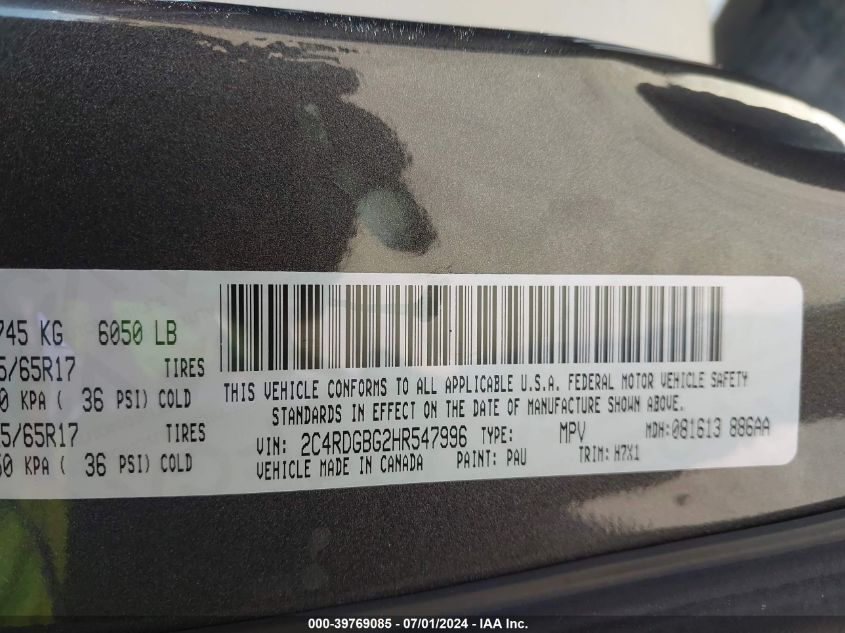 745 KG 6050 LB
5/65R17 TIRES
0 KPA ( 36 PSI) COLD
5/65R17 TIRES
50 KPA ( 36 PSI) COLD
THIS VEHICLE CONFORMS TO ALL APPLICABLE U.S.A. FEDERAL MOTOR VEHICLE SAFETY
STANDARDS IN EFFECT ON THE DATE OF MANUFACTURE SHOWN ABOVE.
VIN: 2C4RDGBG2HR547996 TYPE: MPV MDH:081613 886AA
VEHICLE MADE IN CANADA PAINT: PAU TRIM: H7X1
000-39769085 / 07/01/2024 - IAA Inc.